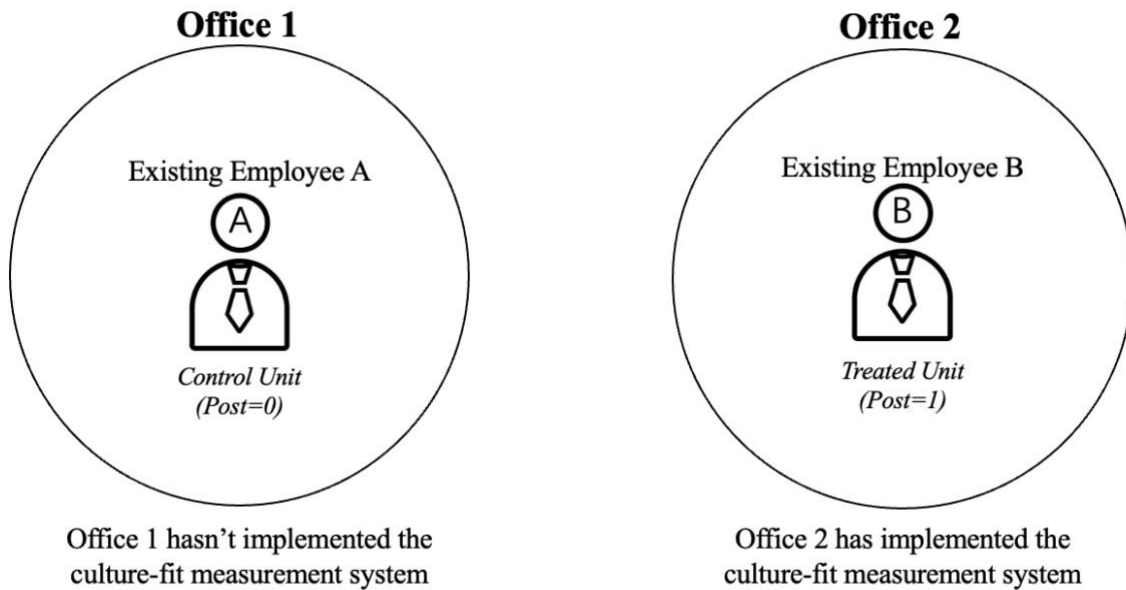 Office 1
Existing Employee A
A
Control Unit
(Post=0)
Office 1 hasn’t implemented the
culture-fit measurement system
Office 2
Existing Employee B
B
Treated Unit
(Post=1)
Office 2 has implemented the
culture-fit measurement system